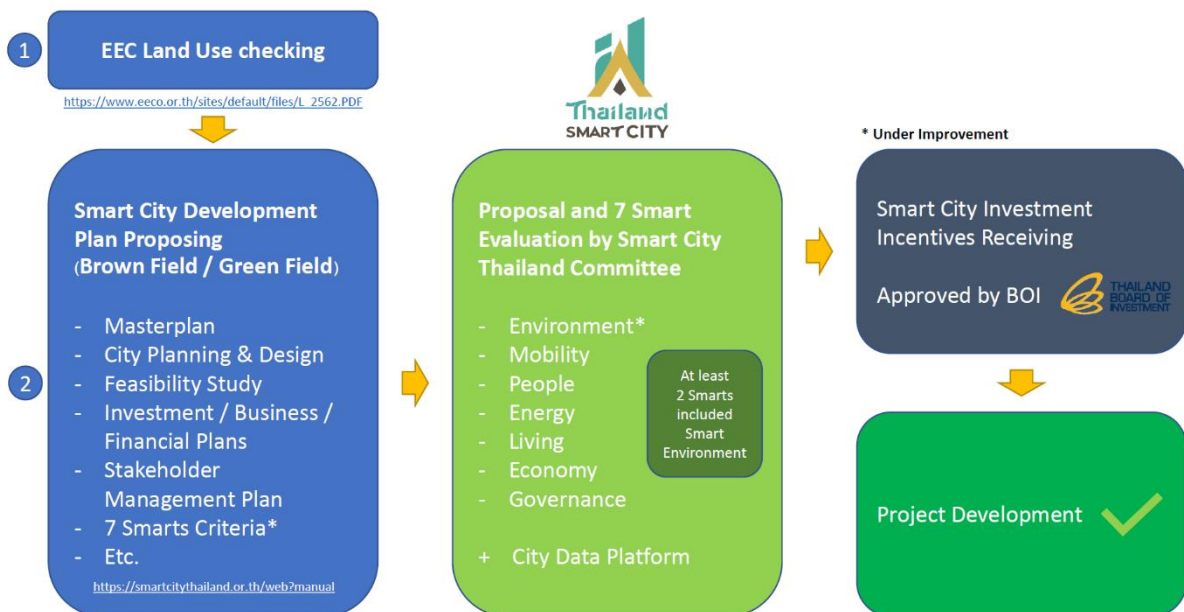 1
EEC Land Use checking
https://www.eeco.or.th/sites/default/files/L_2562.PDF
2
Smart City Development
Plan Proposing
(Brown Field / Green Field)
- Masterplan
- City Planning & Design
- Feasibility Study
- Investment / Business /
Financial Plans
- Stakeholder
Management Plan
- 7 Smarts Criteria*
- Etc.
https://smartcitythailand.or.th/web?manual
Thailand
SMART CITY
Proposal and 7 Smart
Evaluation by Smart City
Thailand Committee
- Environment*
- Mobility
- People
- Energy
- Living
- Economy
- Governance
+ City Data Platform
At least
2 Smarts
included
Smart
Environment
* Under Improvement
Smart City Investment
Incentives Receiving
Approved by BOI
THAILAND
BOARD OF
INVESTMENT
Project Development